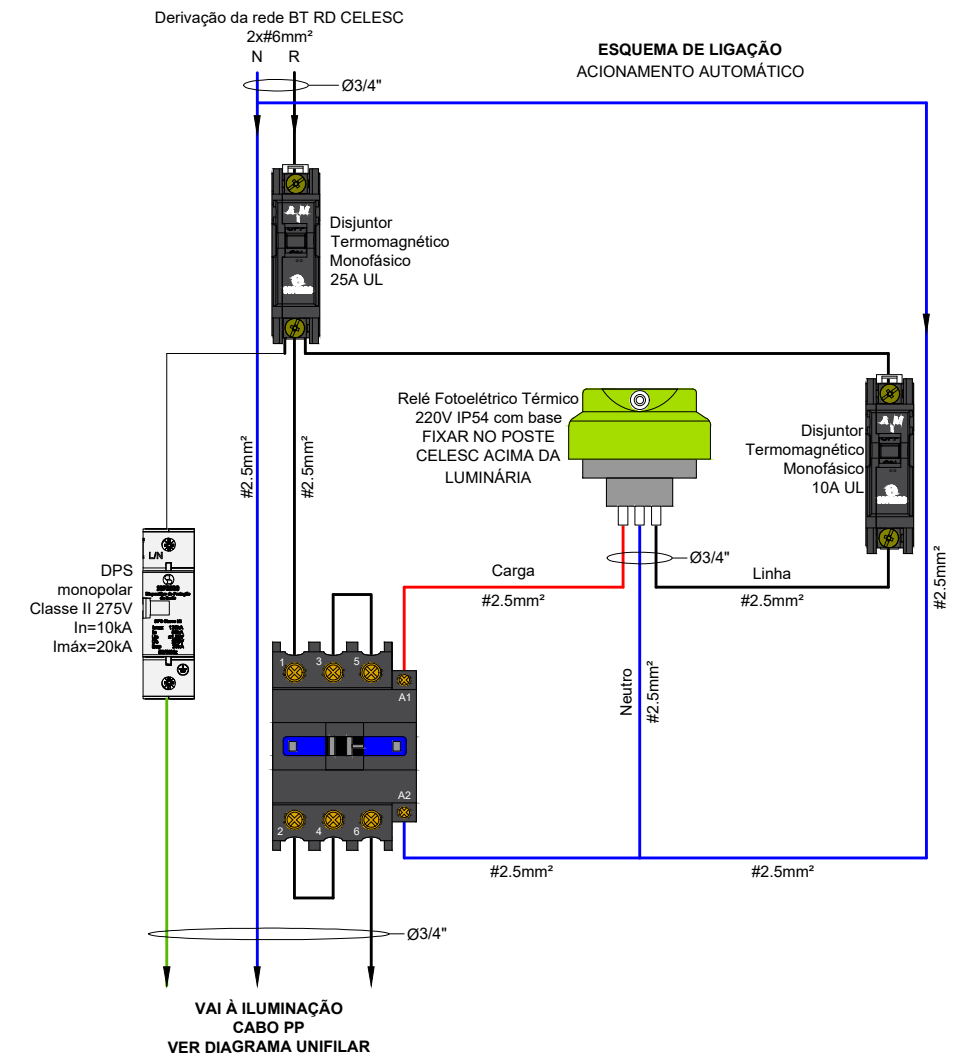 Derivação da rede BT RD CELESC
2x#6mm²
N R
Ø3/4"
ESQUEMA DE LIGAÇÃO
ACIONAMENTO AUTOMÁTICO
Disjuntor
Termomagnético
Monofásico
25A UL
Relé Fotoelétrico Térmico
220V IP54 com base
FIXAR NO POSTE
CELESC ACIMA DA
LUMINÁRIA
Disjuntor
Termomagnético
Monofásico
10A UL
#2.5mm²
#2.5mm²
#2.5mm²
L/N
DPS
monopolar
Classe II 275V
In=10kA
Imáx=20kA
Ø3/4"
Carga
#2.5mm²
Linha
#2.5mm²
Neutro
#2.5mm²
1 3 5
A1
A2
2 4 6
#2.5mm²
#2.5mm²
Ø3/4"
VAI À ILUMINAÇÃO
CABO PP
VER DIAGRAMA UNIFILAR